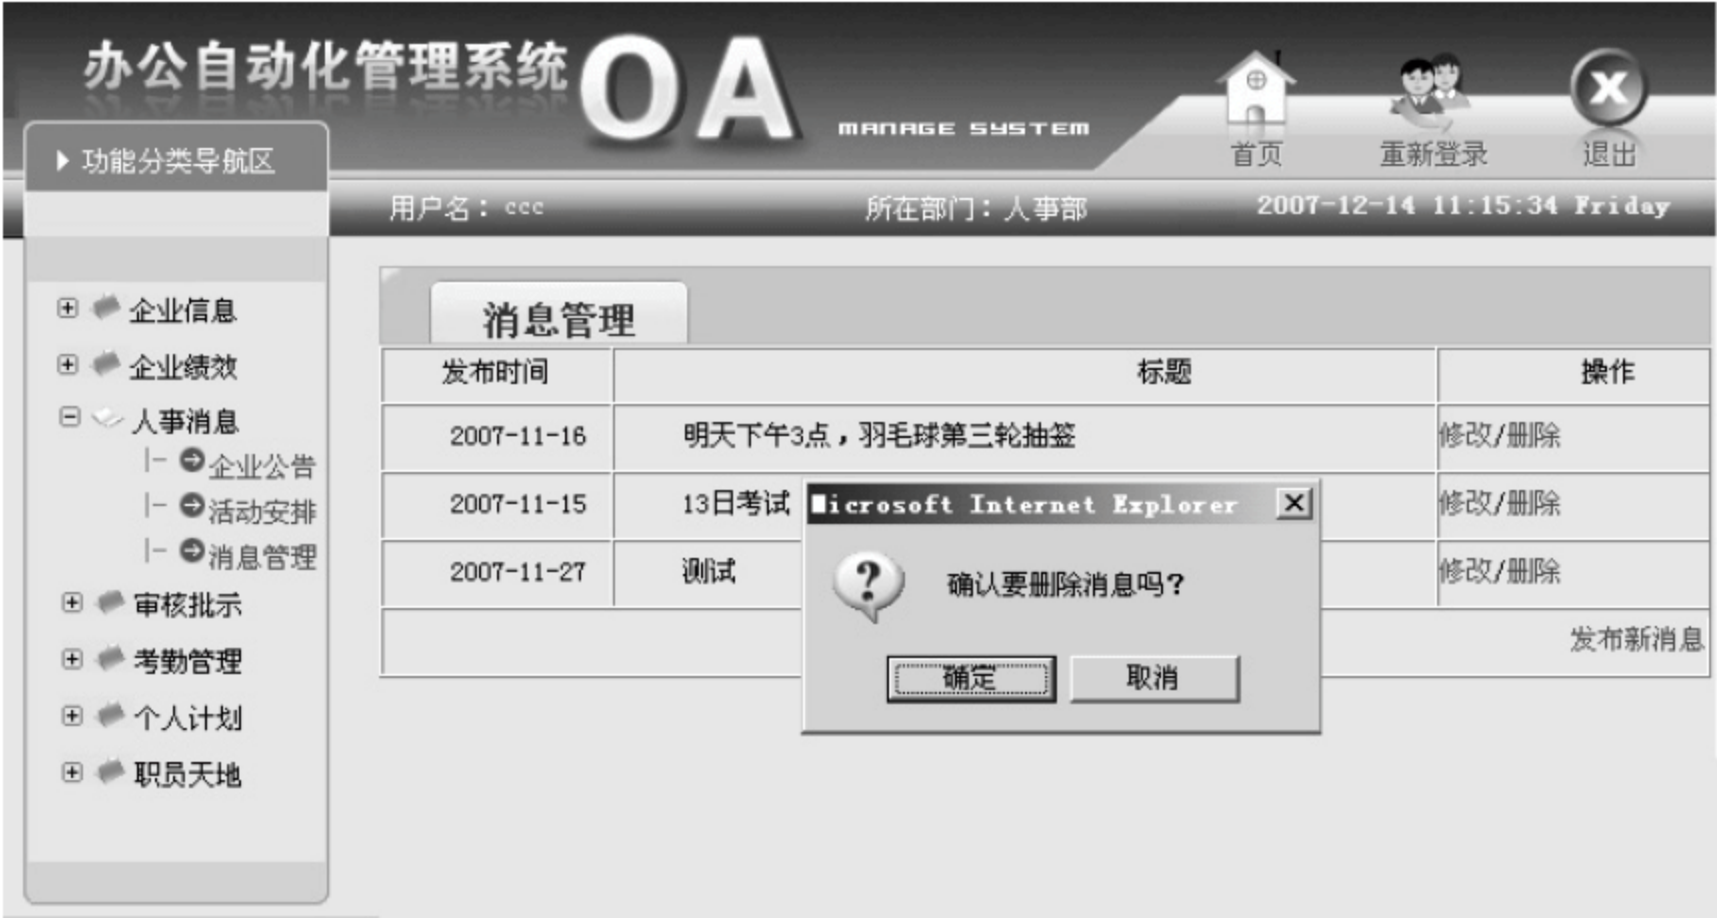 办公自动化管理系统 OA
MANAGE SYSTEM
首页
重新登录
退出
功能分类导航区
用户名：ccc
所在部门：人事部
2007-12-14 11:15:34 Friday
企业信息
企业绩效
人事消息
企业公告
活动安排
消息管理
审核批示
考勤管理
个人计划
职员天地
消息管理
发布时间 标题 操作
2007-11-16 明天下午3点，羽毛球第三轮抽签 修改/删除
2007-11-15 13日考试 修改/删除
2007-11-27 测试 修改/删除
发布新消息
Microsoft Internet Explorer
确认要删除消息吗？
确定 取消